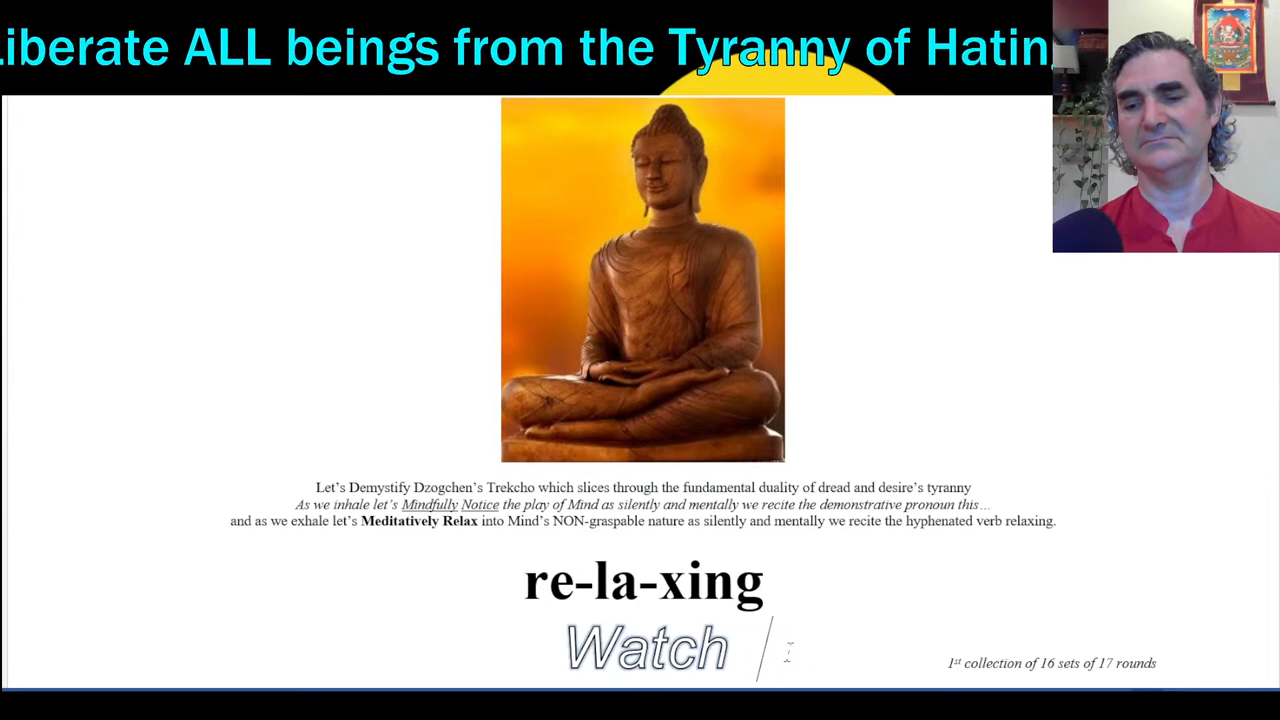 iberate ALL beings from the Tyranny of Hatin
Let's Demystify Dzogchen's Trekcho which slices through the fundamental duality of dread and desire's tyranny
As we inhale let's Mindfully Notice the play of Mind as silently and mentally we recite the demonstrative pronoun this…
and as we exhale let's Meditatively Relax into Mind's NON-graspable nature as silently and mentally we recite the hyphenated verb relaxing.
re-la-xing
Watch
1st collection of 16 sets of 17 rounds